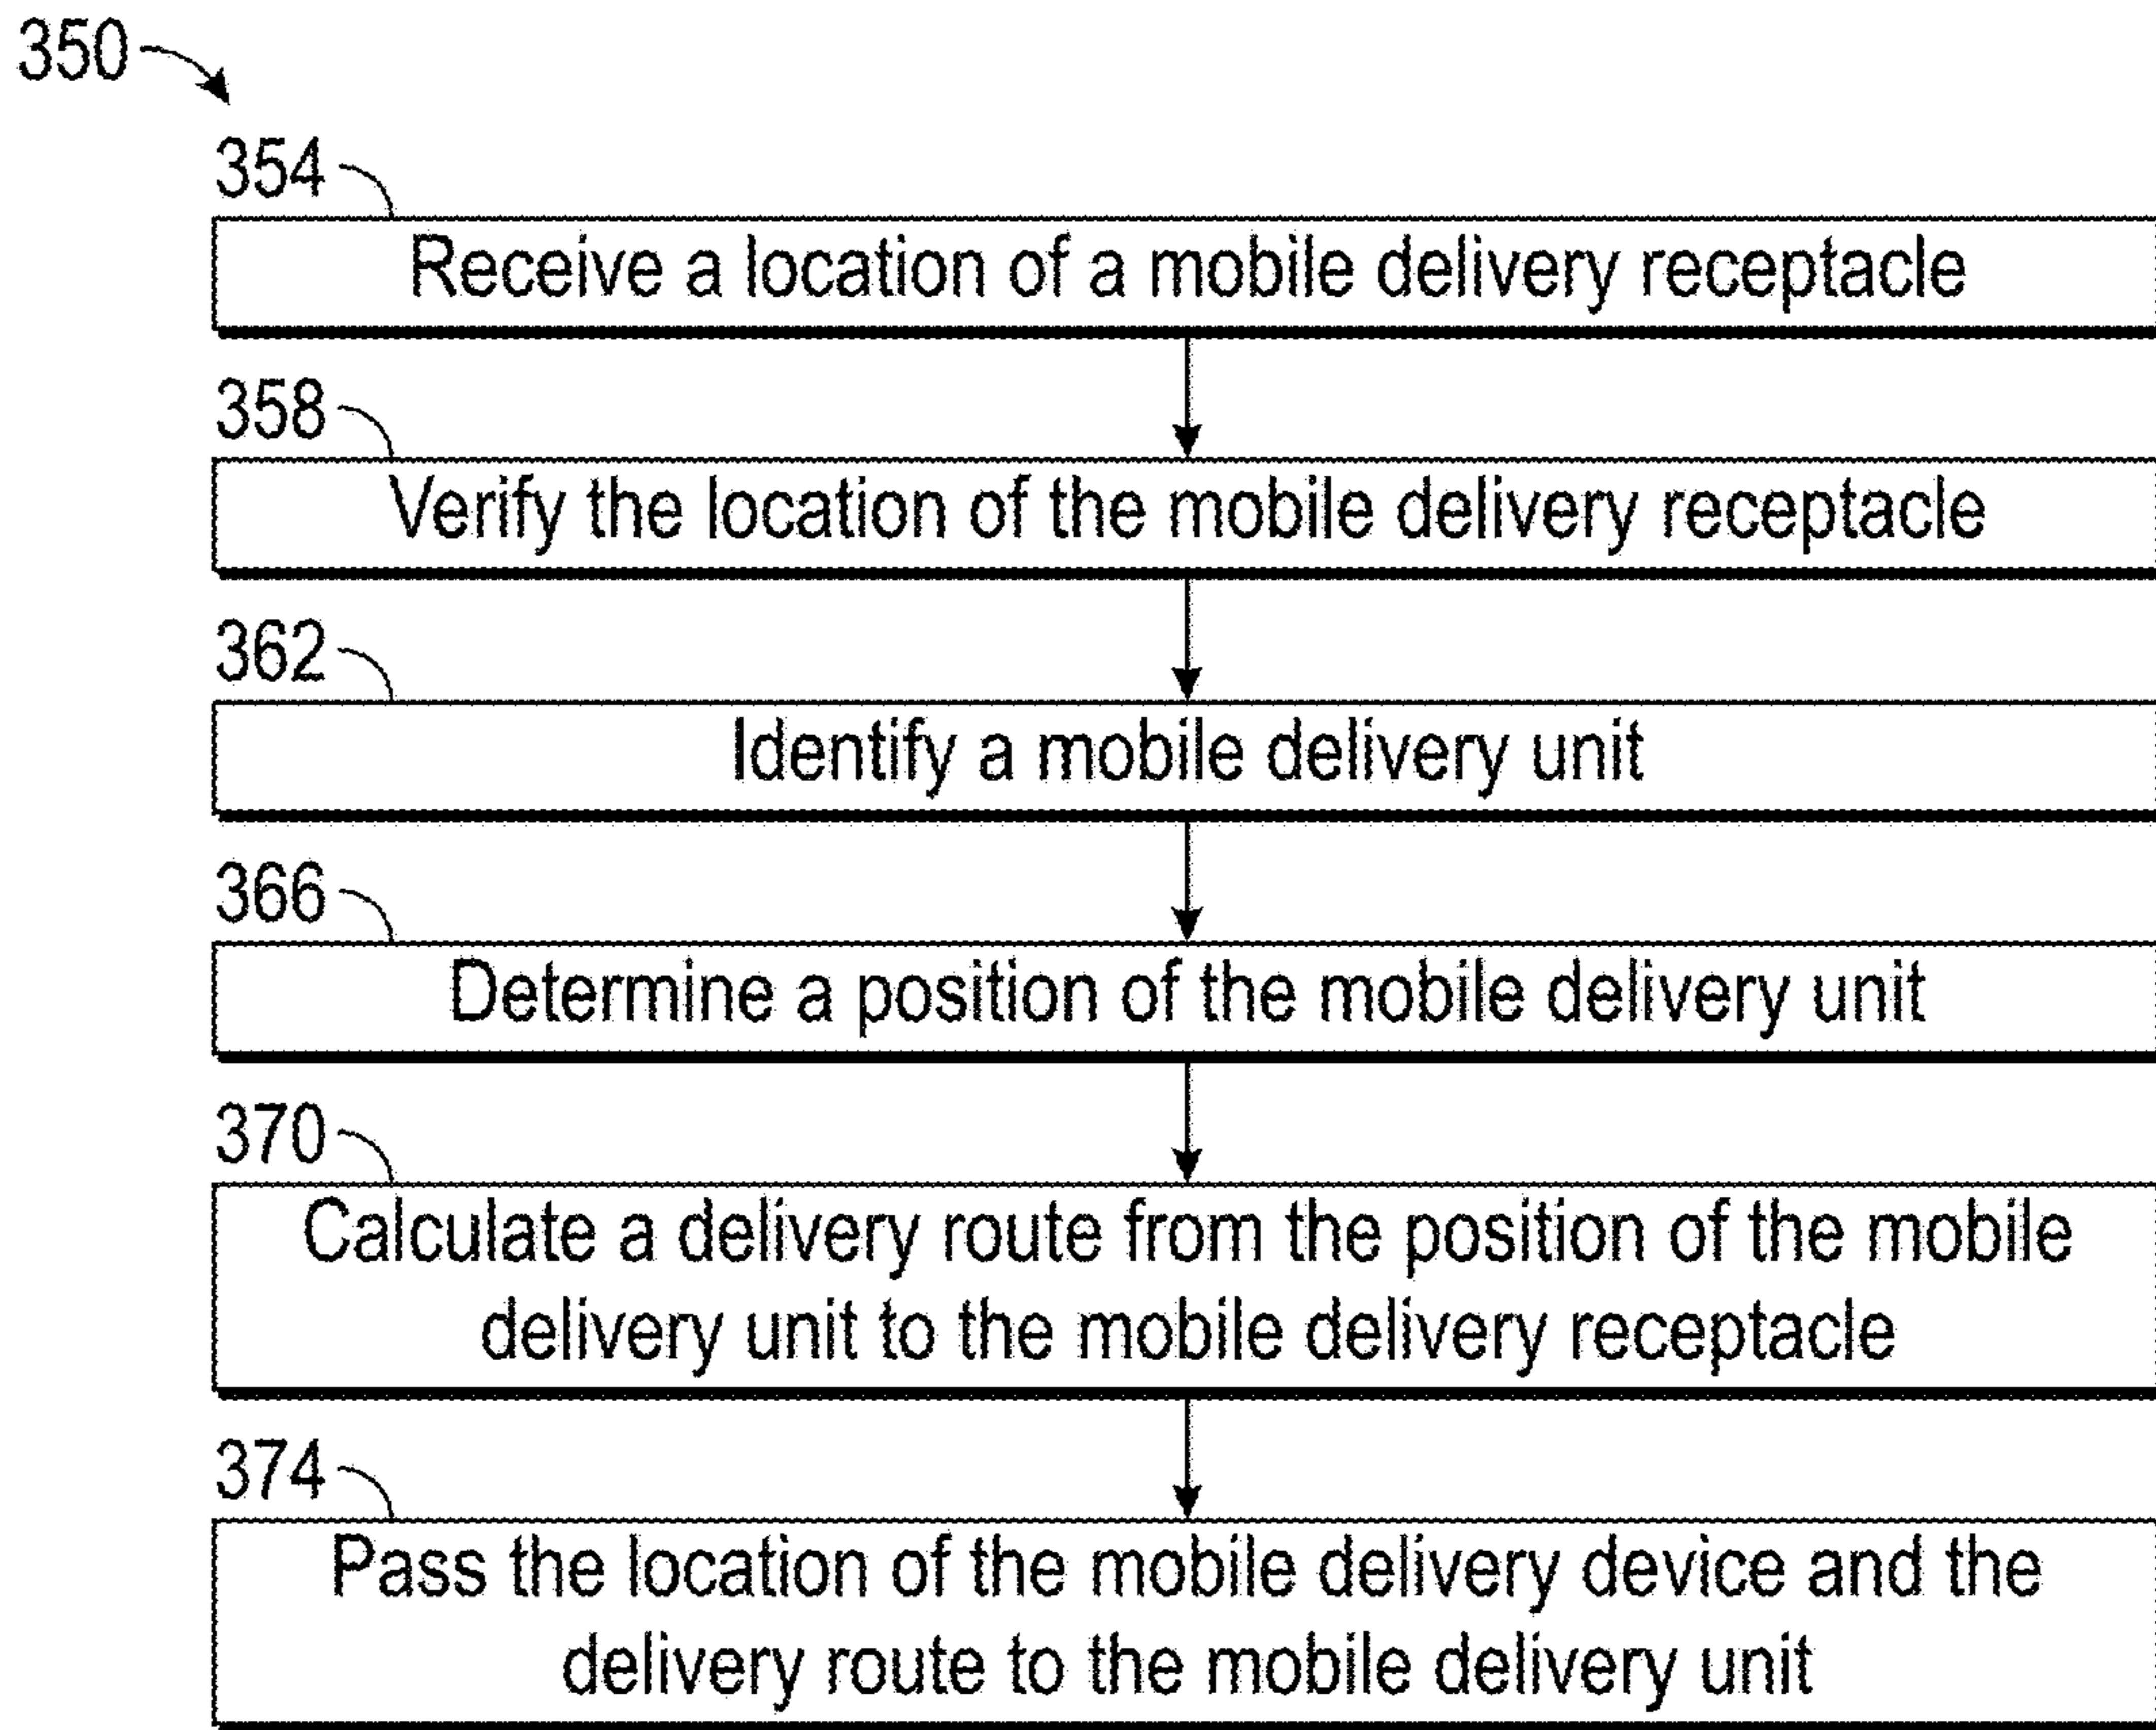 350
354
Receive a location of a mobile delivery receptacle
358
Verify the location of the mobile delivery receptacle
362
Identify a mobile delivery unit
366
Determine a position of the mobile delivery unit
370
Calculate a delivery route from the position of the mobile
delivery unit to the mobile delivery receptacle
374
Pass the location of the mobile delivery device and the
delivery route to the mobile delivery unit